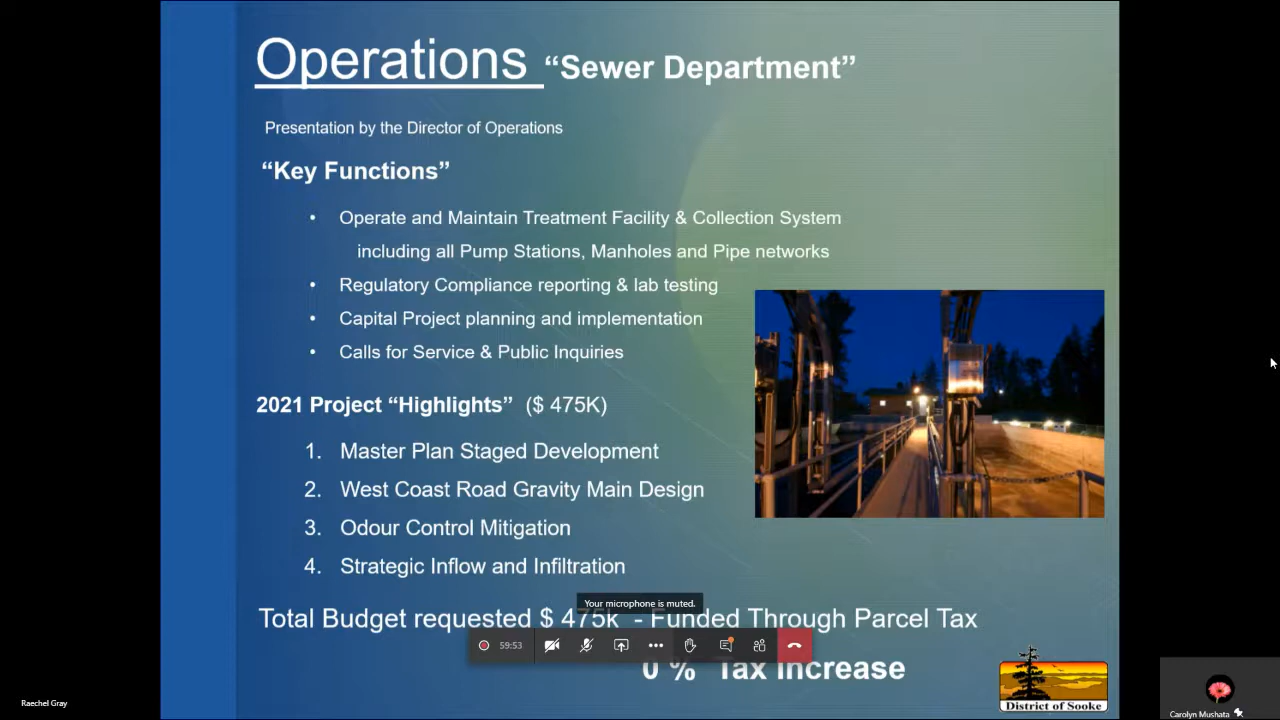 Operations “Sewer Department”
Presentation by the Director of Operations
“Key Functions”
• Operate and Maintain Treatment Facility & Collection System
including all Pump Stations, Manholes and Pipe networks
• Regulatory Compliance reporting & lab testing
• Capital Project planning and implementation
• Calls for Service & Public Inquiries
2021 Project “Highlights” ($ 475K)
1. Master Plan Staged Development
2. West Coast Road Gravity Main Design
3. Odour Control Mitigation
4. Strategic Inflow and Infiltration
Your microphone is muted.
Total Budget requested $ 475k - Funded Through Parcel Tax
59:53
0 % Tax Increase
District of Sooke
Raechel Gray
Carolyn Mushata